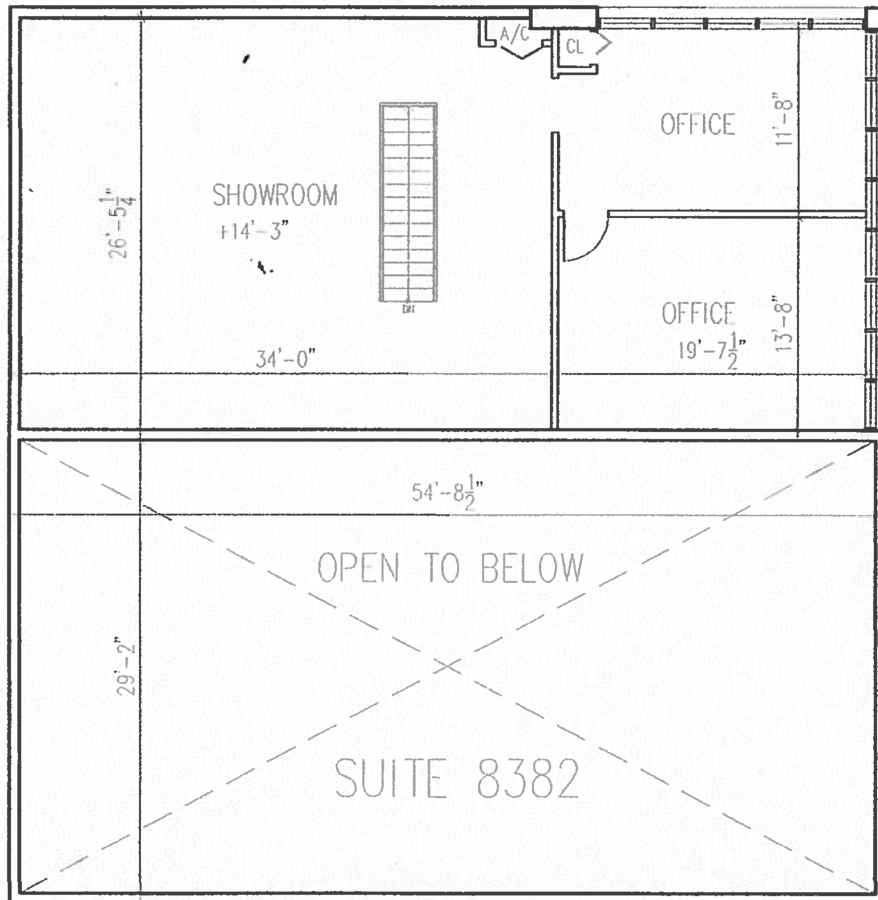 A/C
CL
OFFICE
11'-8"
SHOWROOM
+14'-3"
26'-5 1/4"
DN
OFFICE
19'-7 1/2"
13'-8"
34'-0"
54'-8 1/2"
OPEN TO BELOW
29'-2"
SUITE 8382